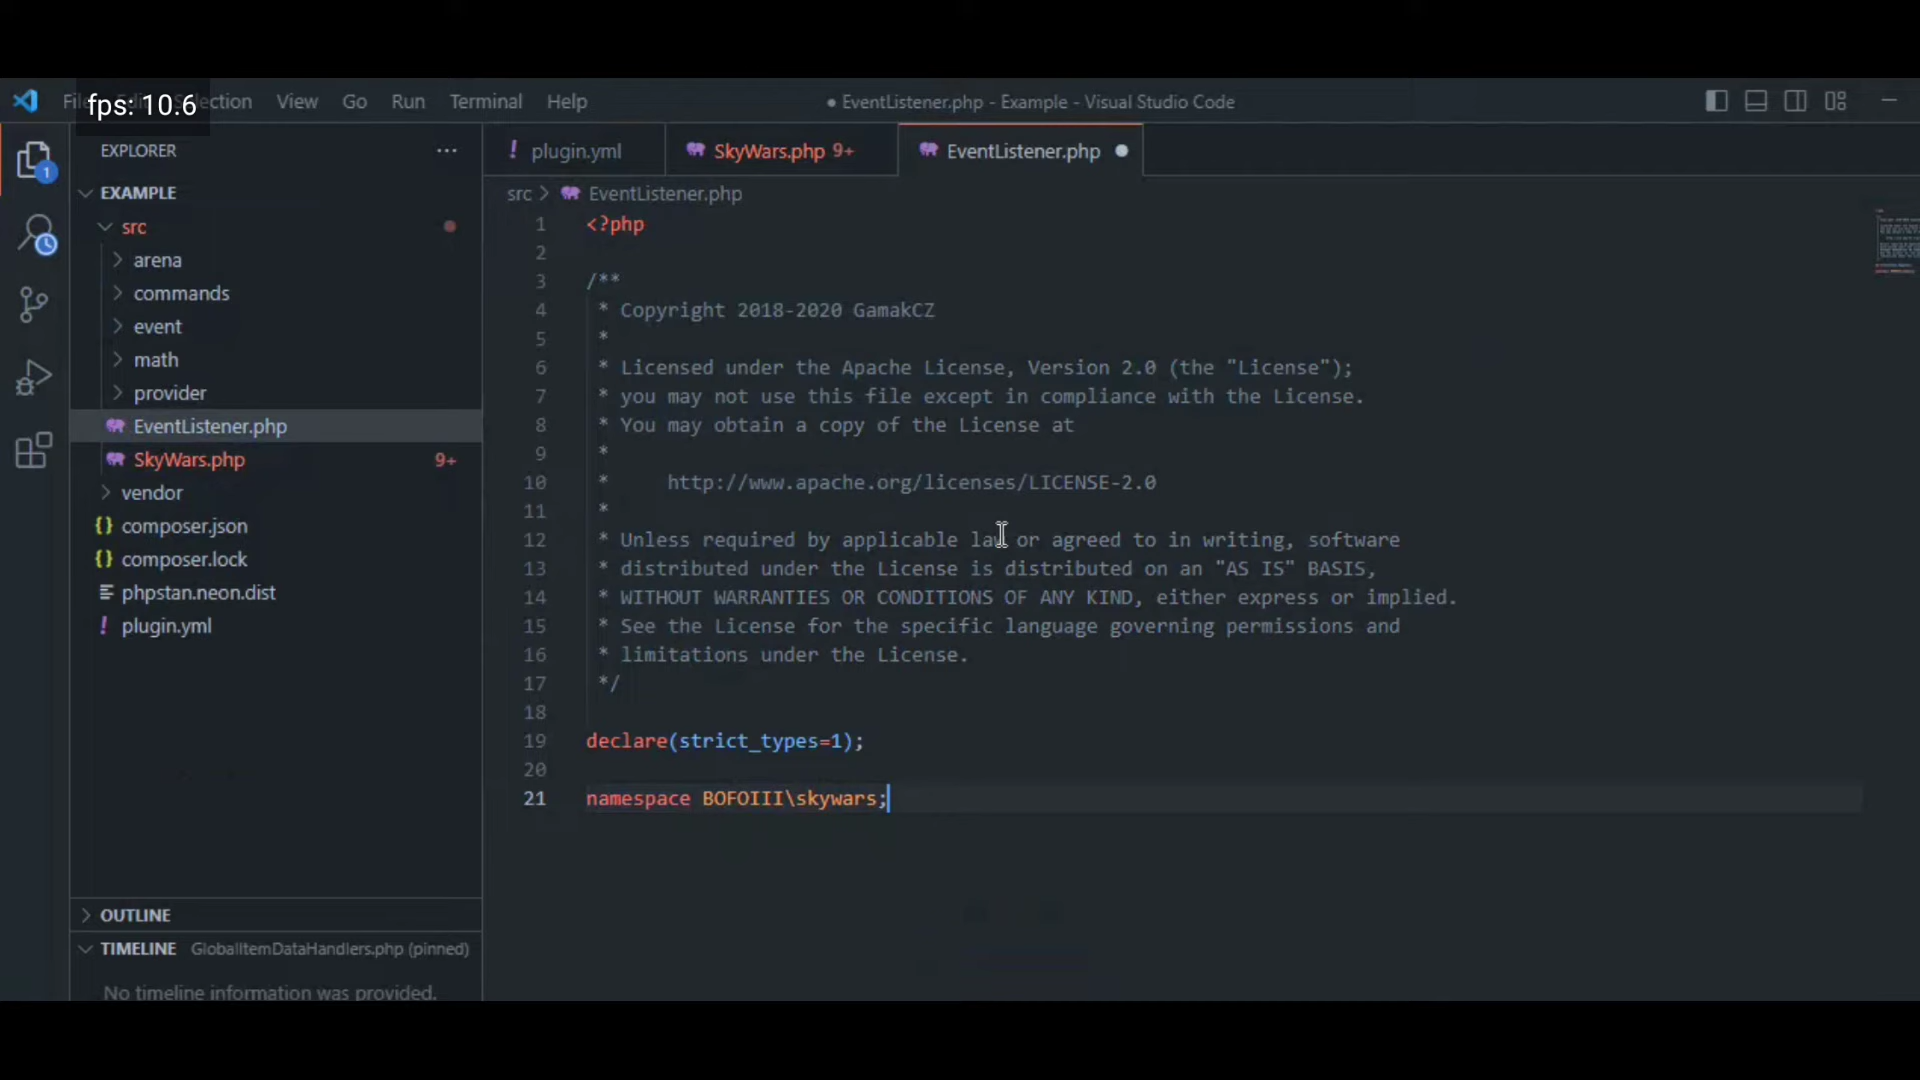 fps: 10.6
Selection View Go Run Terminal Help
● EventListener.php - Example - Visual Studio Code
EXPLORER
...
! plugin.yml
SkyWars.php 9+
EventListener.php ●
1
EXAMPLE
src
arena
commands
event
math
provider
EventListener.php
SkyWars.php 9+
vendor
{} composer.json
{} composer.lock
phpstan.neon.dist
! plugin.yml
OUTLINE
TIMELINE GlobalItemDataHandlers.php (pinned)
No timeline information was provided.
src > EventListener.php
1 <?php
2
3 /**
4 * Copyright 2018-2020 GamakCZ
5 *
6 * Licensed under the Apache License, Version 2.0 (the "License");
7 * you may not use this file except in compliance with the License.
8 * You may obtain a copy of the License at
9 *
10 * http://www.apache.org/licenses/LICENSE-2.0
11 *
12 * Unless required by applicable law or agreed to in writing, software
13 * distributed under the License is distributed on an "AS IS" BASIS,
14 * WITHOUT WARRANTIES OR CONDITIONS OF ANY KIND, either express or implied.
15 * See the License for the specific language governing permissions and
16 * limitations under the License.
17 */
18
19 declare(strict_types=1);
20
21 namespace BOFOIII\skywars;